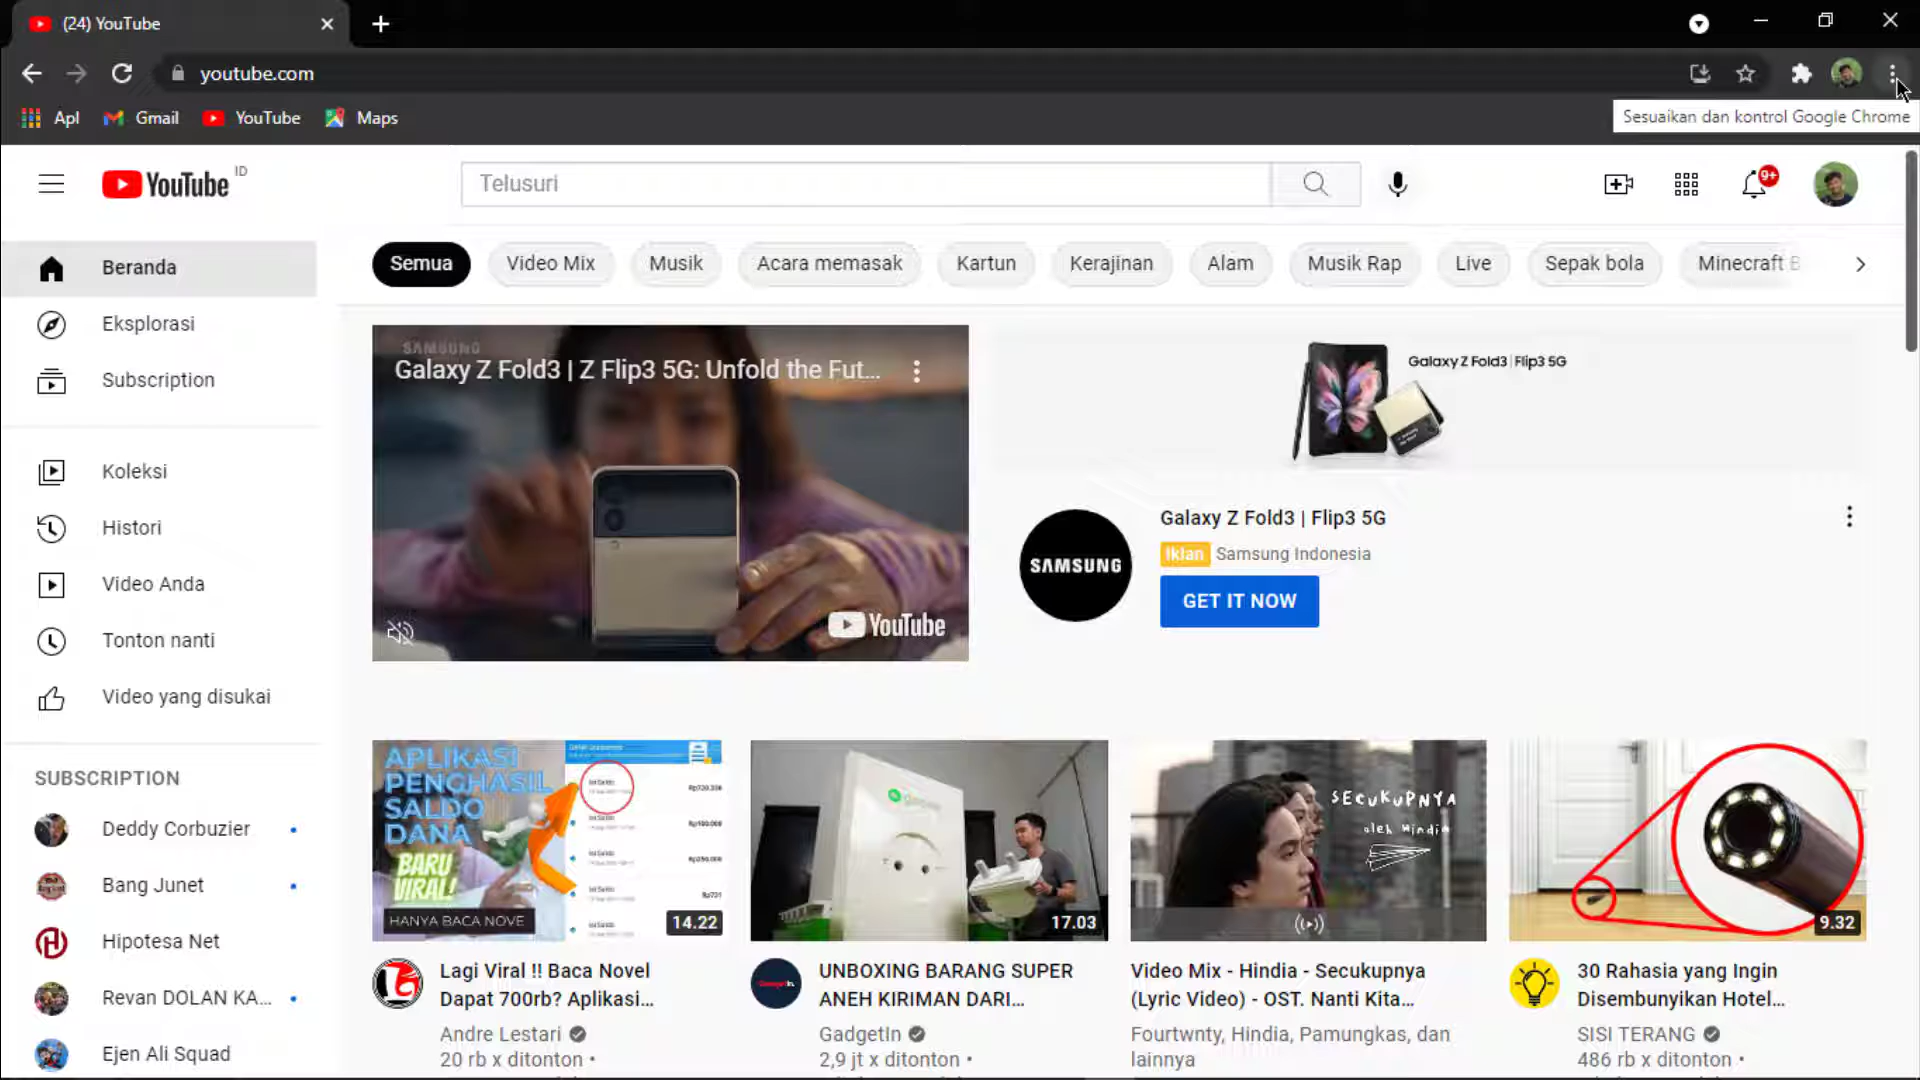 (24) YouTube
youtube.com
Apl
Gmail
YouTube
Maps
Sesuaikan dan kontrol Google Chrome
YouTube ID
Telusuri
9+
Beranda
Eksplorasi
Subscription
Koleksi
Histori
Video Anda
Tonton nanti
Video yang disukai
SUBSCRIPTION
Deddy Corbuzier
Bang Junet
Hipotesa Net
Revan DOLAN KA...
Ejen Ali Squad
Semua
Video Mix
Musik
Acara memasak
Kartun
Kerajinan
Alam
Musik Rap
Live
Sepak bola
Minecraft B
SAMSUNG
Galaxy Z Fold3 | Z Flip3 5G: Unfold the Fut...
YouTube
Galaxy Z Fold3 | Flip3 5G
SAMSUNG
Galaxy Z Fold3 | Flip3 5G
Iklan Samsung Indonesia
GET IT NOW
APLIKASI
PENGHASIL
SALDO
DANA
BARU
VIRAL!
HANYA BACA NOVE
14.22
Lagi Viral !! Baca Novel
Dapat 700rb? Aplikasi...
Andre Lestari
20 rb x ditonton •
17.03
UNBOXING BARANG SUPER
ANEH KIRIMAN DARI...
GadgetIn
2,9 jt x ditonton •
SECUKUPNYA
oleh Hindia
Video Mix - Hindia - Secukupnya
(Lyric Video) - OST. Nanti Kita...
Fourtwnty, Hindia, Pamungkas, dan
lainnya
9.32
30 Rahasia yang Ingin
Disembunyikan Hotel...
SISI TERANG
486 rb x ditonton •